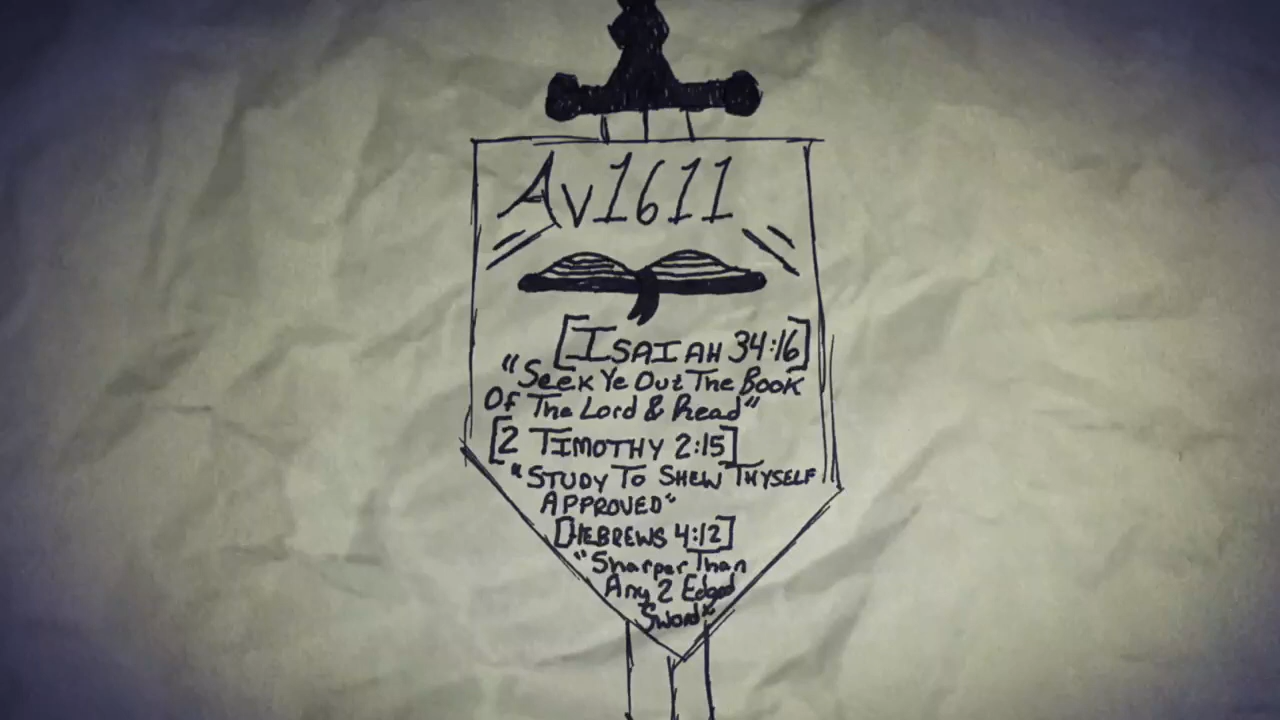 Av1611
[ISAIAH 34:16]
"Seek Ye Out The Book
Of The Lord & Read"
[2 TIMOTHY 2:15]
"STUDY TO SHEW THYSELF
APPROVED"
[HEBREWS 4:12]
"Sharper Than
Any 2 Edged
Sword"